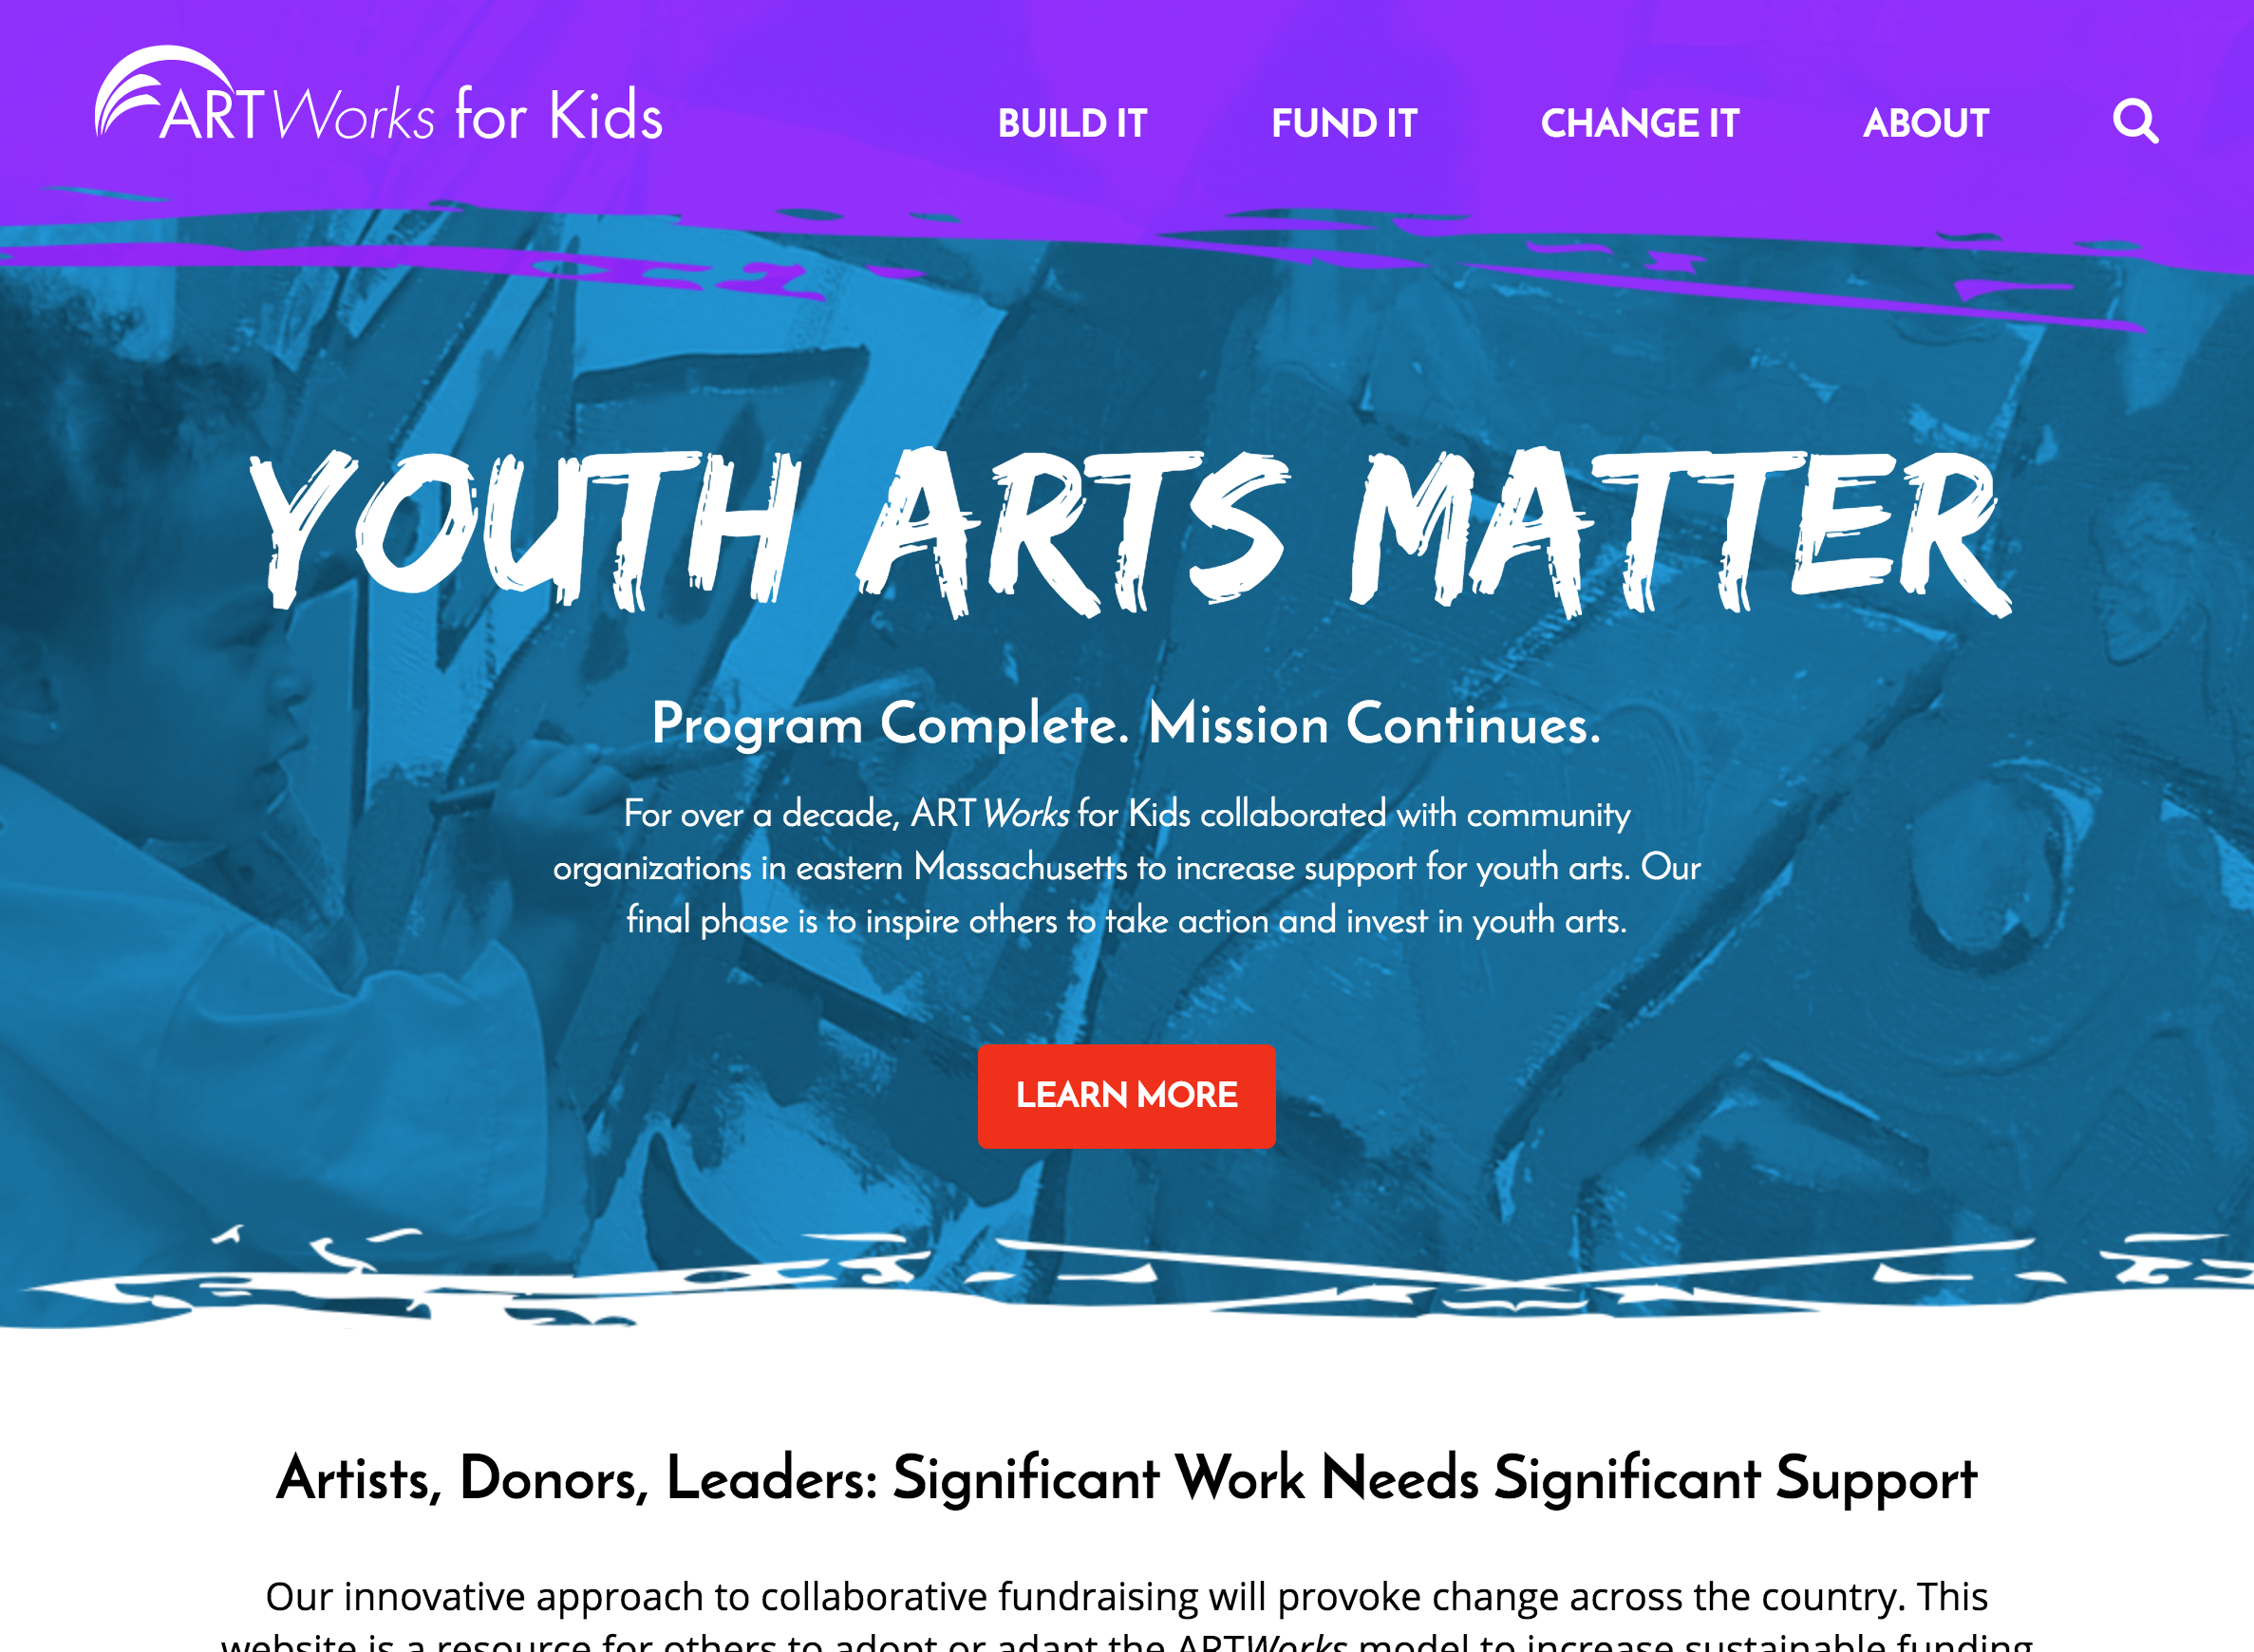 ARTWorks for Kids
BUILD IT
FUND IT
CHANGE IT
ABOUT
YOUTH ARTS MATTER
Program Complete. Mission Continues.
For over a decade, ARTWorks for Kids collaborated with community
organizations in eastern Massachusetts to increase support for youth arts. Our
final phase is to inspire others to take action and invest in youth arts.
LEARN MORE
Artists, Donors, Leaders: Significant Work Needs Significant Support
Our innovative approach to collaborative fundraising will provoke change across the country. This
website is a resource for others to adopt or adapt the ARTWorks model to increase sustainable funding